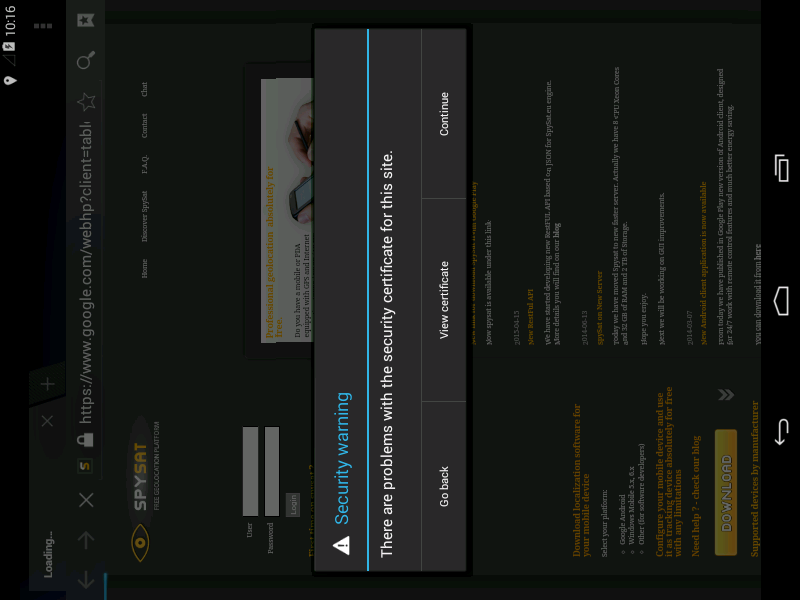 10:16
Loading...
https://www.google.com/webhp?client=tabl
S
SPYSAT
FREE GEOLOCATION PLATFORM
Home
Discover SpySat
F.A.Q.
Contact
Chat
User
Password
Login
Professional geolocation absolutely for
free.
Do you have a mobile or PDA
equipped with GPS and Internet?
Security warning
There are problems with the security certificate for this site.
Go back
View certificate
Continue
Now spysat is available under this link
2015-04-15
New RestFul API
We have started developing new RestFUL API based on JSON for SpySat.eu engine.
More details you will find on our blog
2014-06-13
SpySat on New Server
Today we have moved Spysat to new faster server. Actually we have 8 vCPU Xeon Cores
and 32 GB of RAM and 2 TB of Storage.
Hope you enjoy.
Next we will be working on GUI improvements.
2014-03-07
New Android client application is now available
From today we have published in Google Play new version of Android client, designed
for 24/7 work with remote control features and much better energy saving.
you can download it from here
Download localization software for
your mobile device
Select your platform:
Google Android
Windows Mobile 5.x, 6.x
Other (for software developers)
Configure your mobile device and use
it as tracking device absolutely for free
with any limitations
Need help ? - check our blog
DOWNLOAD
Supported devices by manufacturer